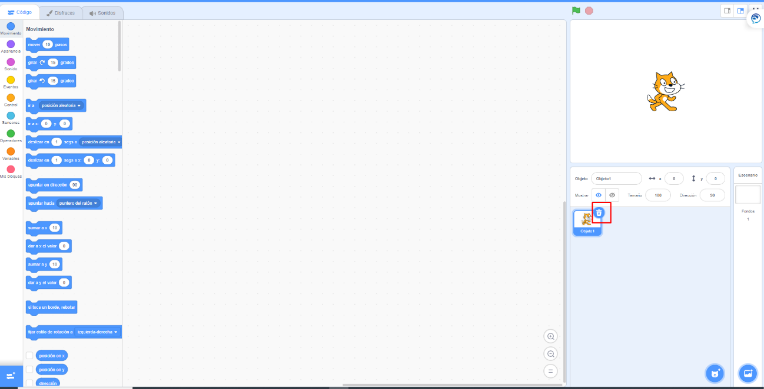 Código
Disfraces
Sonidos
Movimiento
mover 10 pasos
girar 15 grados
girar 15 grados
ir a posición aleatoria
ir a x: 0 y: 0
deslizar en 1 segs a posición aleatoria
deslizar en 1 segs a x: 0 y: 0
apuntar en dirección 90
apuntar hacia puntero del ratón
sumar a x 10
dar a x el valor 0
sumar a y 10
dar a y el valor 0
si toca un borde, rebotar
fijar estilo de rotación a izquierda-derecha
posición en x
posición en y
dirección
Movimiento
Apariencia
Sonido
Eventos
Control
Sensores
Operadores
Variables
Mis bloques
Objeto Objeto1 x 0 y 0
Mostrar Tamaño 100 Dirección 90
Objeto1
Escenario
Fondos
1